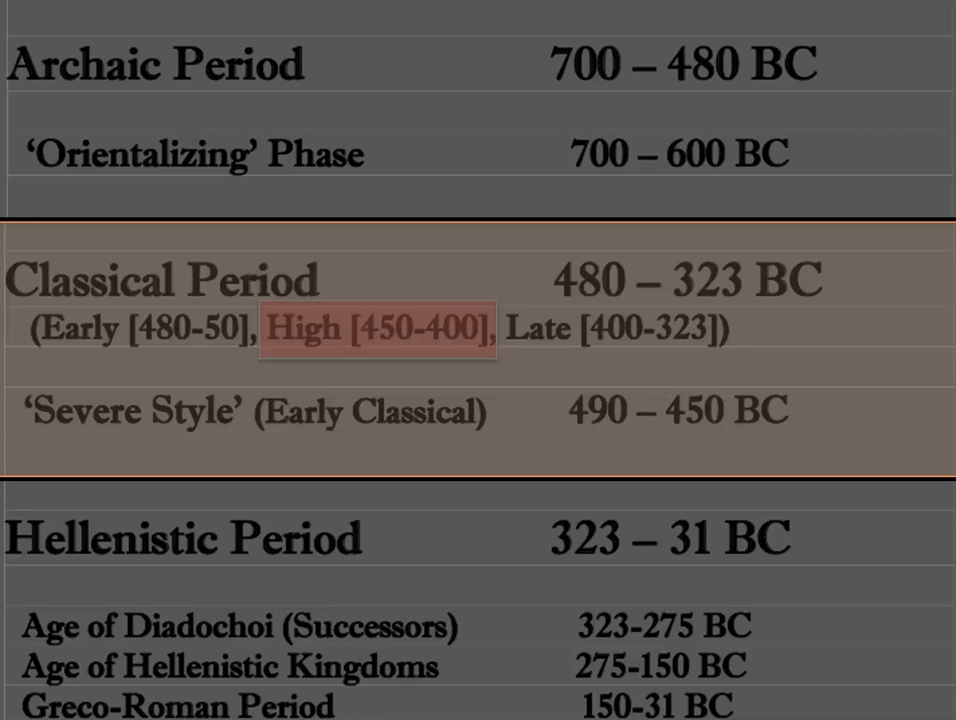 Archaic Period 700 – 480 BC
‘Orientalizing’ Phase 700 – 600 BC
Classical Period 480 – 323 BC
(Early [480-50], High [450-400], Late [400-323])
‘Severe Style’ (Early Classical) 490 – 450 BC
Hellenistic Period 323 – 31 BC
Age of Diadochoi (Successors) 323-275 BC
Age of Hellenistic Kingdoms 275-150 BC
Greco-Roman Period 150-31 BC